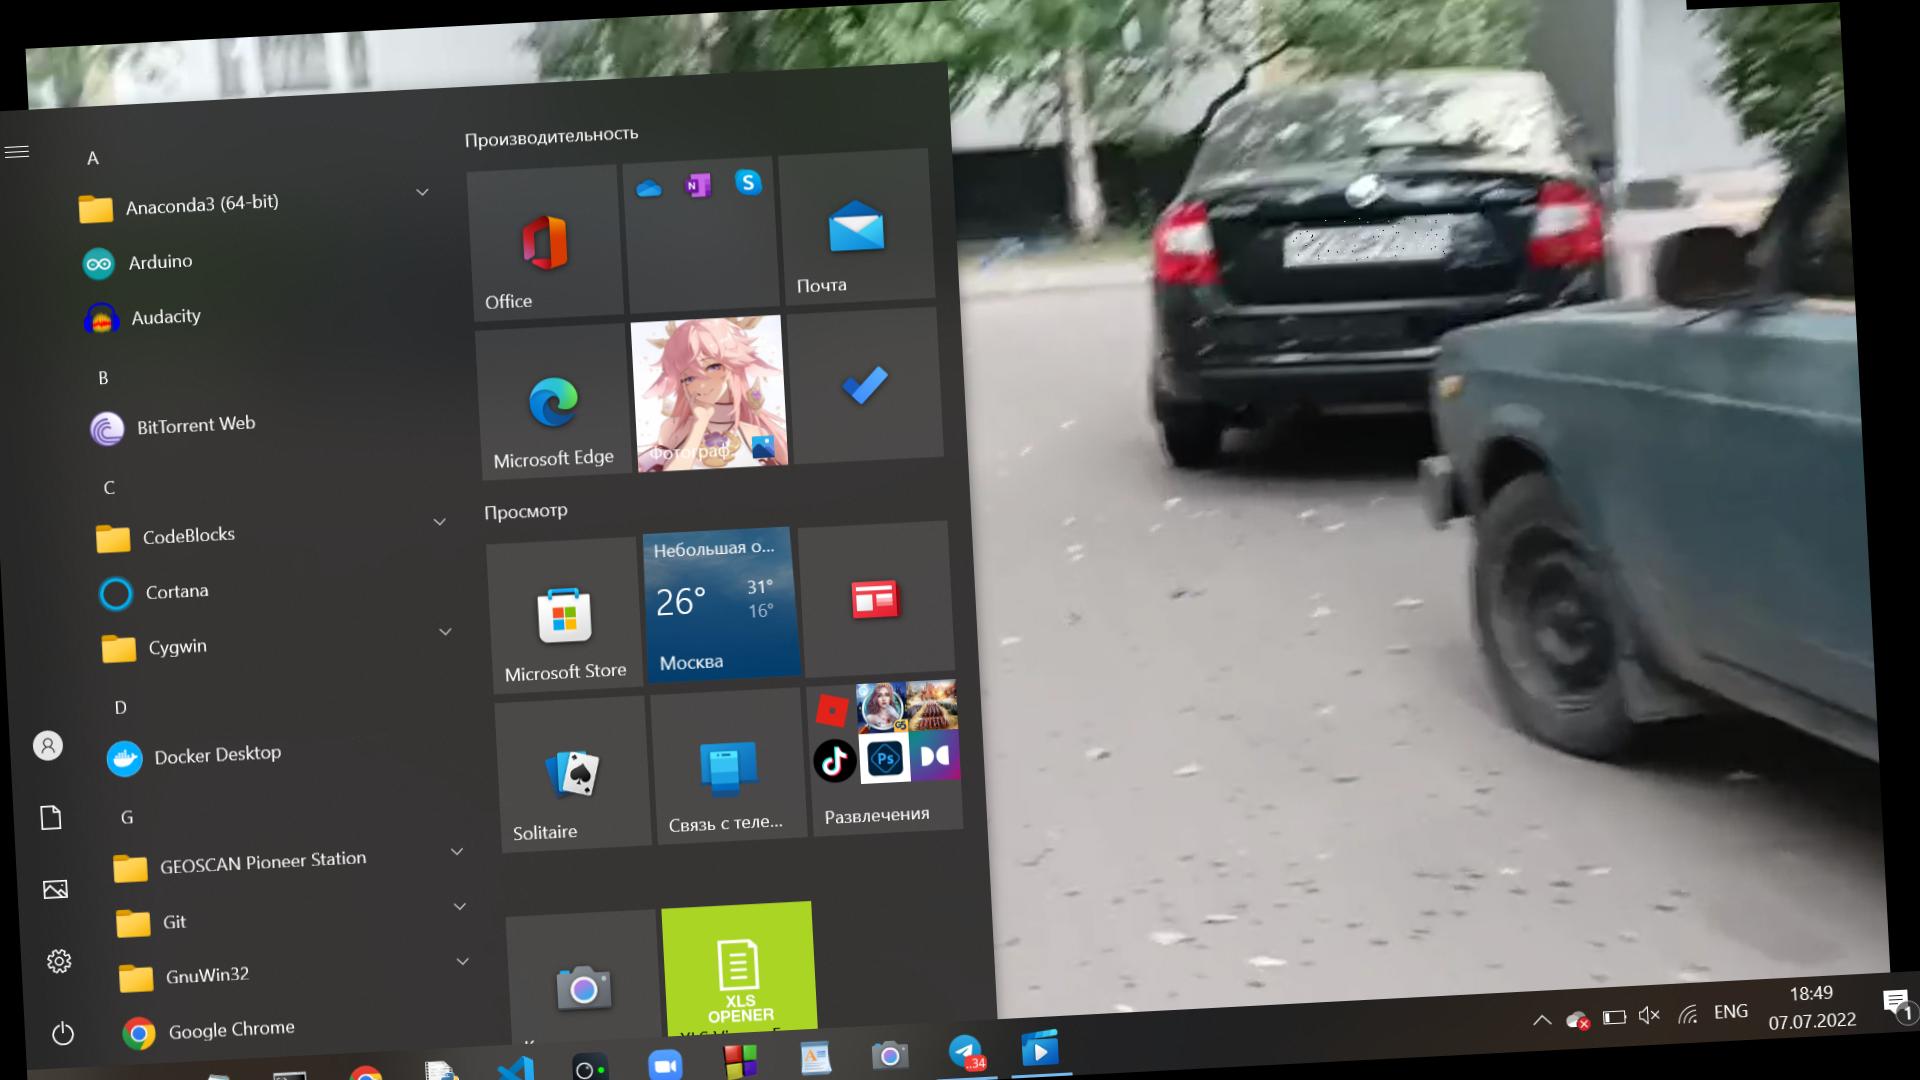 A
Anaconda3 (64-bit)
Arduino
Audacity
B
BitTorrent Web
C
CodeBlocks
Cortana
Cygwin
D
Docker Desktop
G
GEOSCAN Pioneer Station
Git
GnuWin32
Google Chrome
Производительность
Office
N
S
Почта
Microsoft Edge
Фотограф...
Просмотр
Microsoft Store
Небольшая о...
26°
31°
16°
Москва
Solitaire
Связь с теле...
G5
Ps
Развлечения
XLS
OPENER
A
..34
ENG
18:49
07.07.2022
1